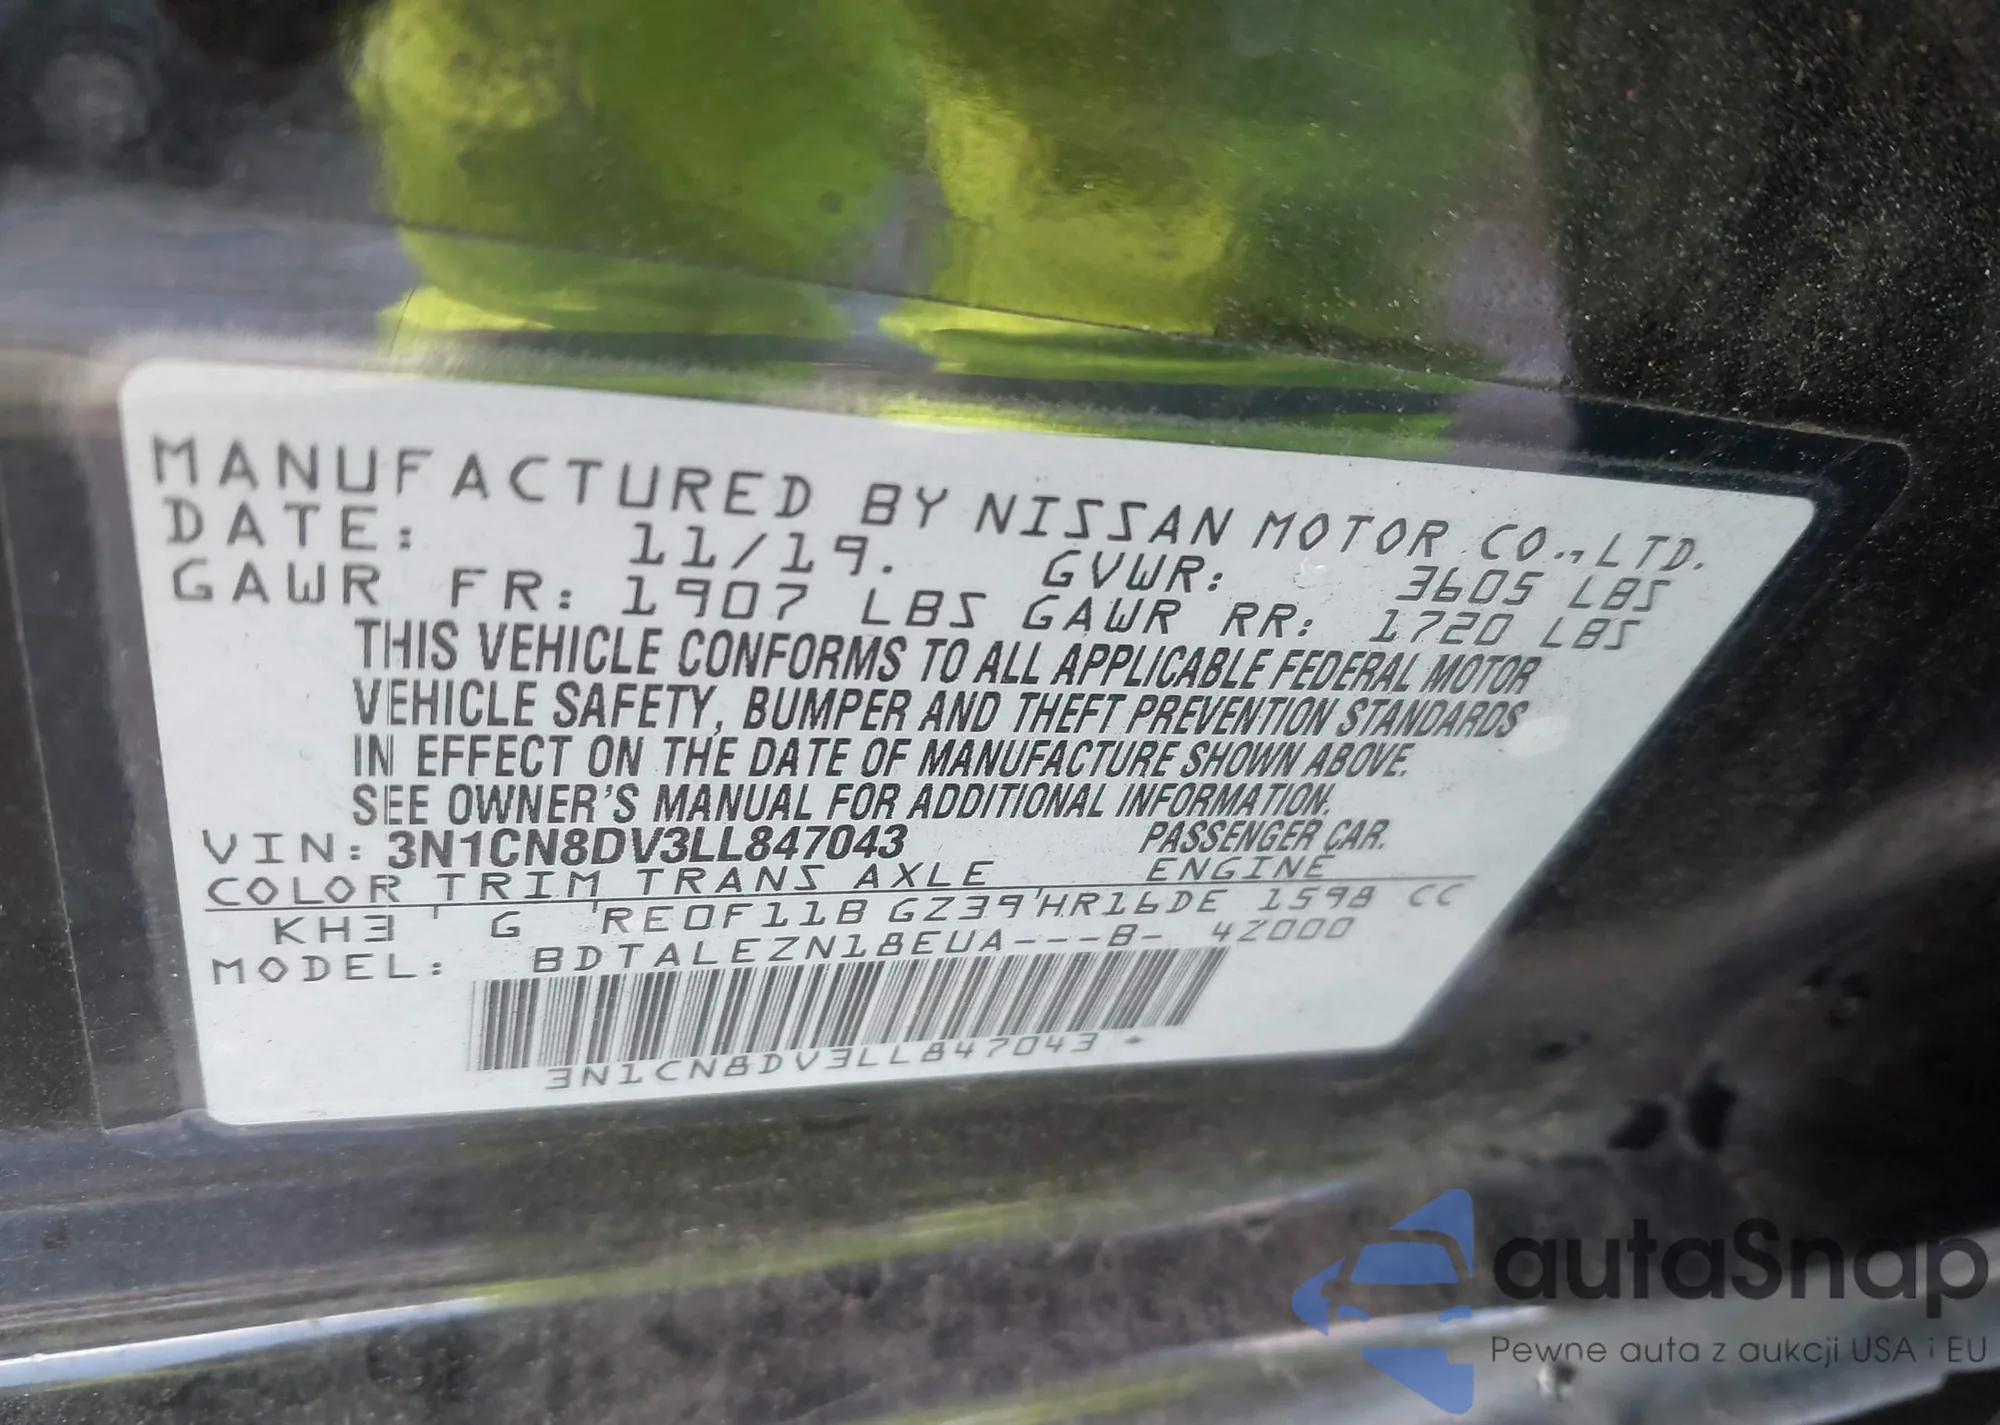 MANUFACTURED BY NISSAN MOTOR CO., LTD.
DATE: 11/19. GVWR: 3605 LBS
GAWR FR: 1907 LBS GAWR RR: 1720 LBS
THIS VEHICLE CONFORMS TO ALL APPLICABLE FEDERAL MOTOR
VEHICLE SAFETY, BUMPER AND THEFT PREVENTION STANDARDS
IN EFFECT ON THE DATE OF MANUFACTURE SHOWN ABOVE.
SEE OWNER'S MANUAL FOR ADDITIONAL INFORMATION.
VIN: 3N1CN8DV3LL847043 PASSENGER CAR.
COLOR TRIM TRANS AXLE ENGINE
KH3 ' G 'RE0F11B GZ39'HR16DE 1598 CC
MODEL: BDTALEZN18EUA---B- 4Z000
3N1CN8DV3LL847043 *
autaSnap
Pewne auta z aukcji USA i EU